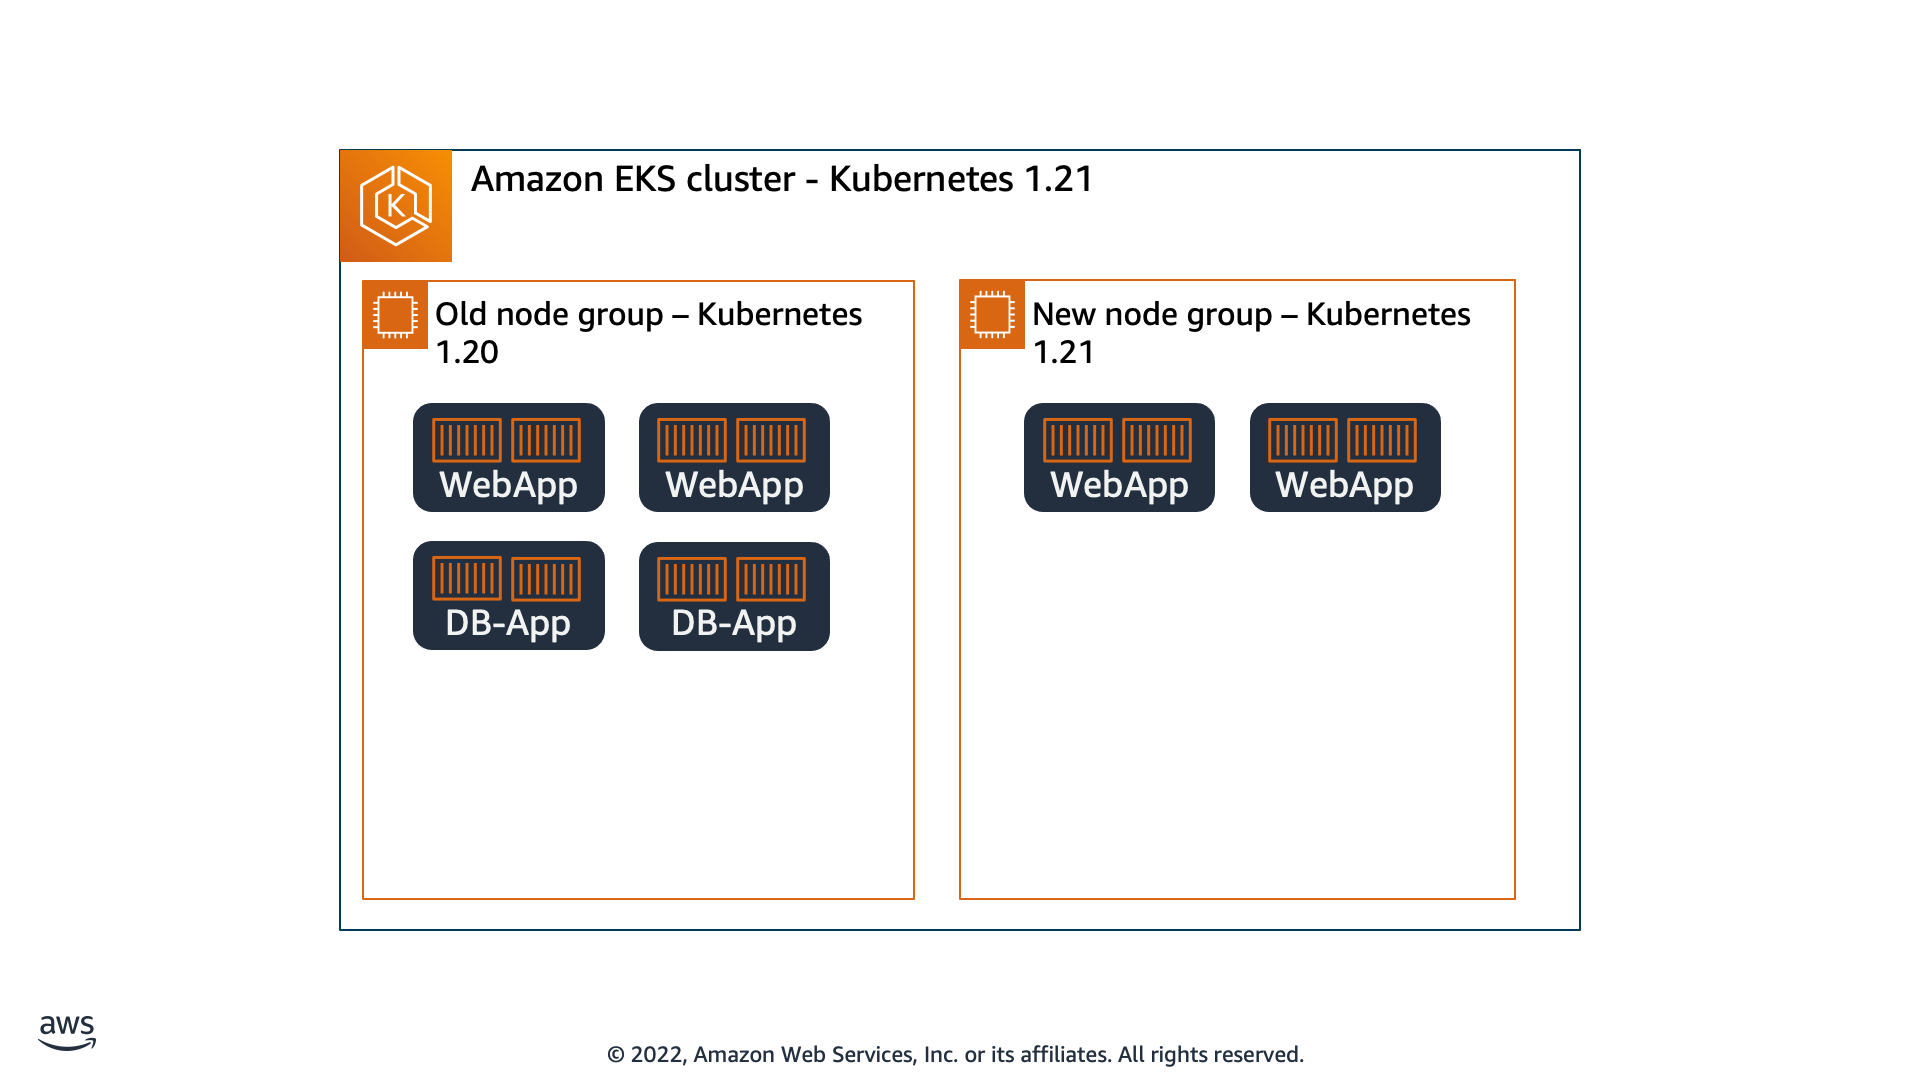 Amazon EKS cluster - Kubernetes 1.21
K
Old node group – Kubernetes
1.20
WebApp
WebApp
DB-App
DB-App
New node group – Kubernetes
1.21
WebApp
WebApp
aws
© 2022, Amazon Web Services, Inc. or its affiliates. All rights reserved.